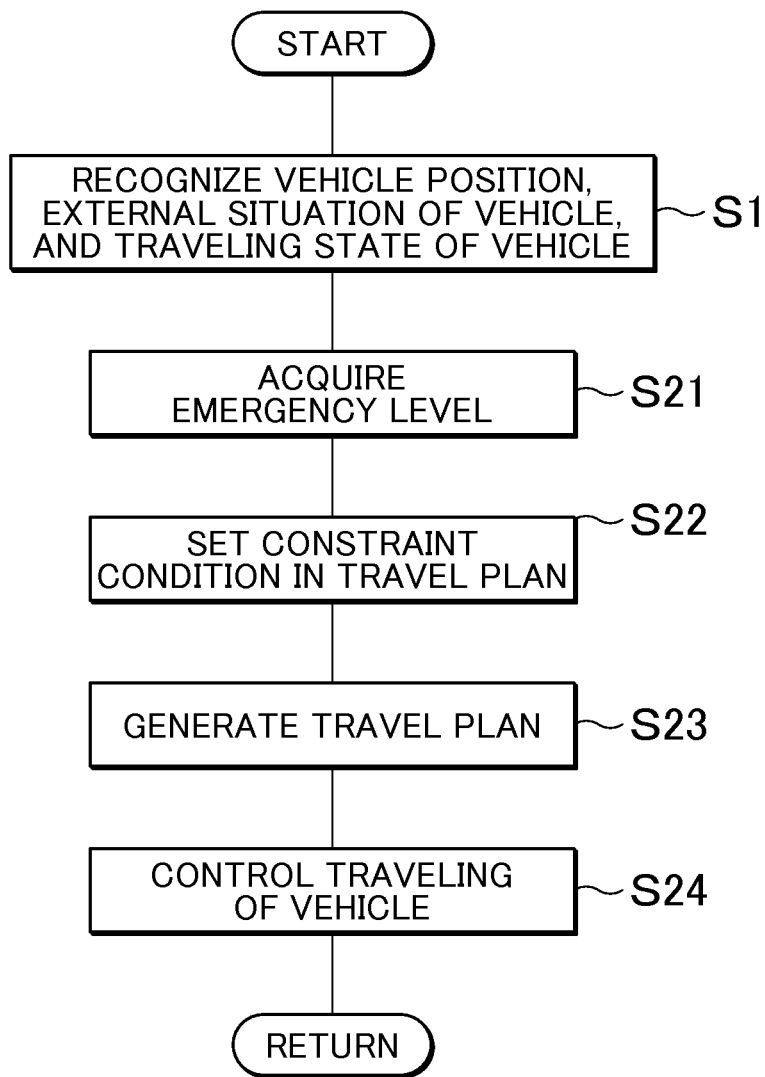 START
RECOGNIZE VEHICLE POSITION,
EXTERNAL SITUATION OF VEHICLE,
AND TRAVELING STATE OF VEHICLE
S1
ACQUIRE
EMERGENCY LEVEL
S21
SET CONSTRAINT
CONDITION IN TRAVEL PLAN
S22
GENERATE TRAVEL PLAN
S23
CONTROL TRAVELING
OF VEHICLE
S24
RETURN